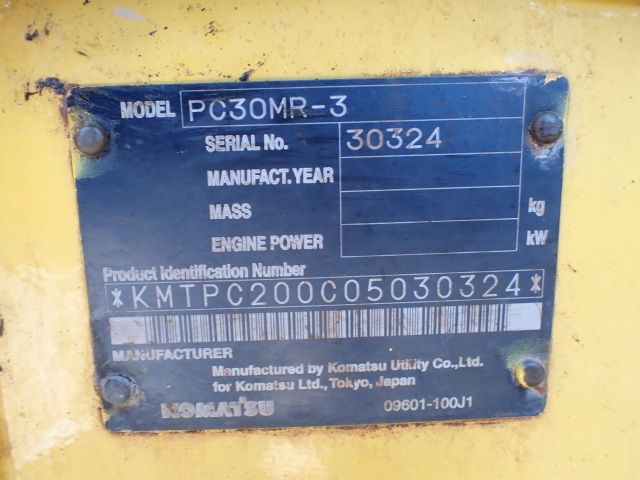 MODEL PC30MR-3
SERIAL No. 30324
MANUFACT.YEAR
MASS kg
ENGINE POWER kW
Product Identification Number
*KMTPC200C05030324*
MANUFACTURER
Manufactured by Komatsu Utility Co.,Ltd.
for Komatsu Ltd., Tokyo, Japan
KOMATSU 09601-100J1